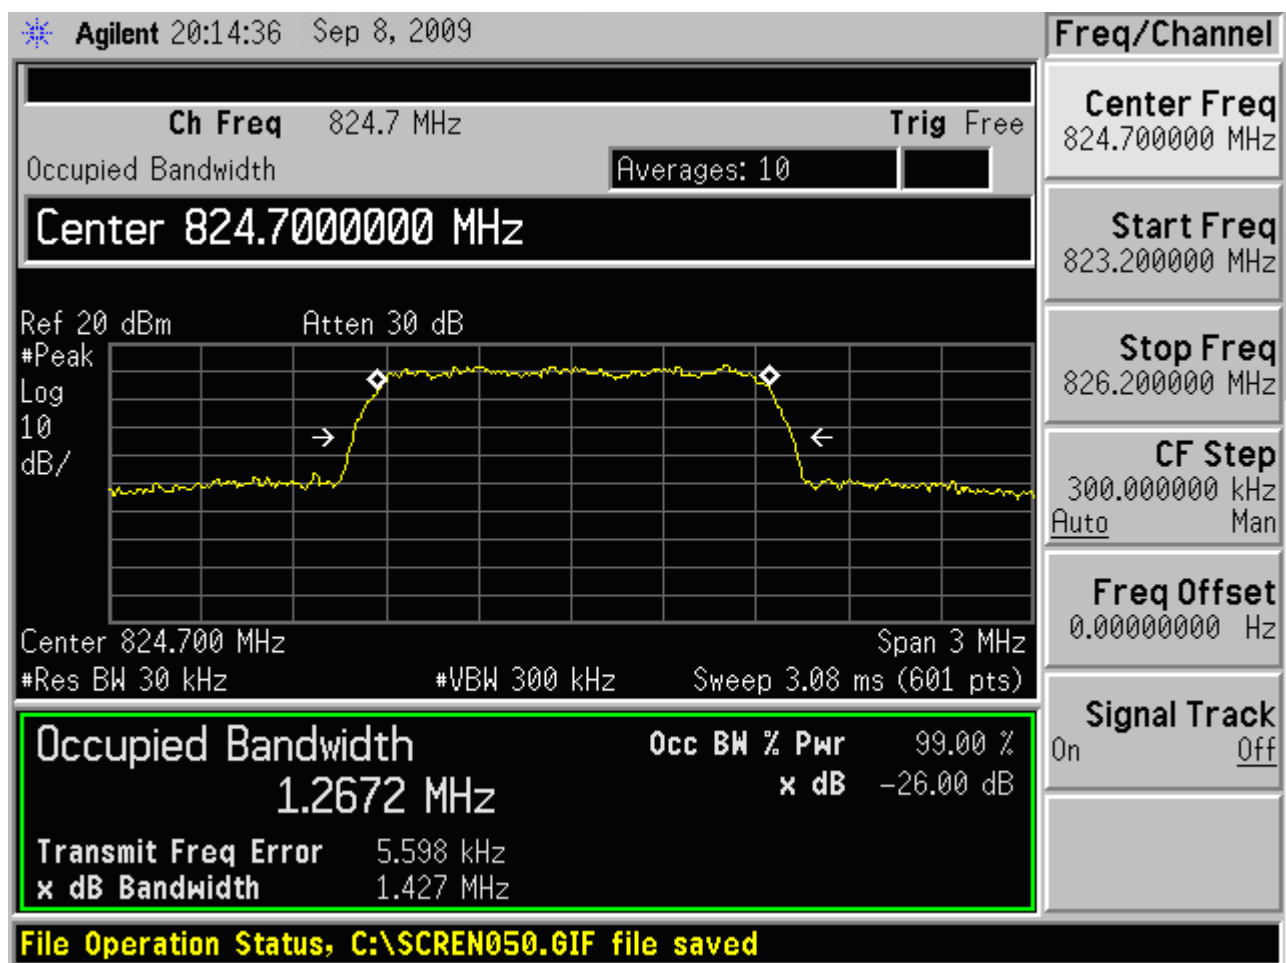 Agilent 20:14:36 Sep 8, 2009
Freq/Channel
Ch Freq 824.7 MHz Trig Free
Occupied Bandwidth Averages: 10
Center 824.7000000 MHz
Ref 20 dBm Atten 30 dB
#Peak
Log
10
dB/
Center 824.700 MHz Span 3 MHz
#Res BW 30 kHz #VBW 300 kHz Sweep 3.08 ms (601 pts)
Occupied Bandwidth Occ BW % Pwr 99.00 %
1.2672 MHz x dB -26.00 dB
Transmit Freq Error 5.598 kHz
x dB Bandwidth 1.427 MHz
Center Freq
824.700000 MHz
Start Freq
823.200000 MHz
Stop Freq
826.200000 MHz
CF Step
300.000000 kHz
Auto Man
Freq Offset
0.00000000 Hz
Signal Track
On Off
File Operation Status, C:\SCREN050.GIF file saved